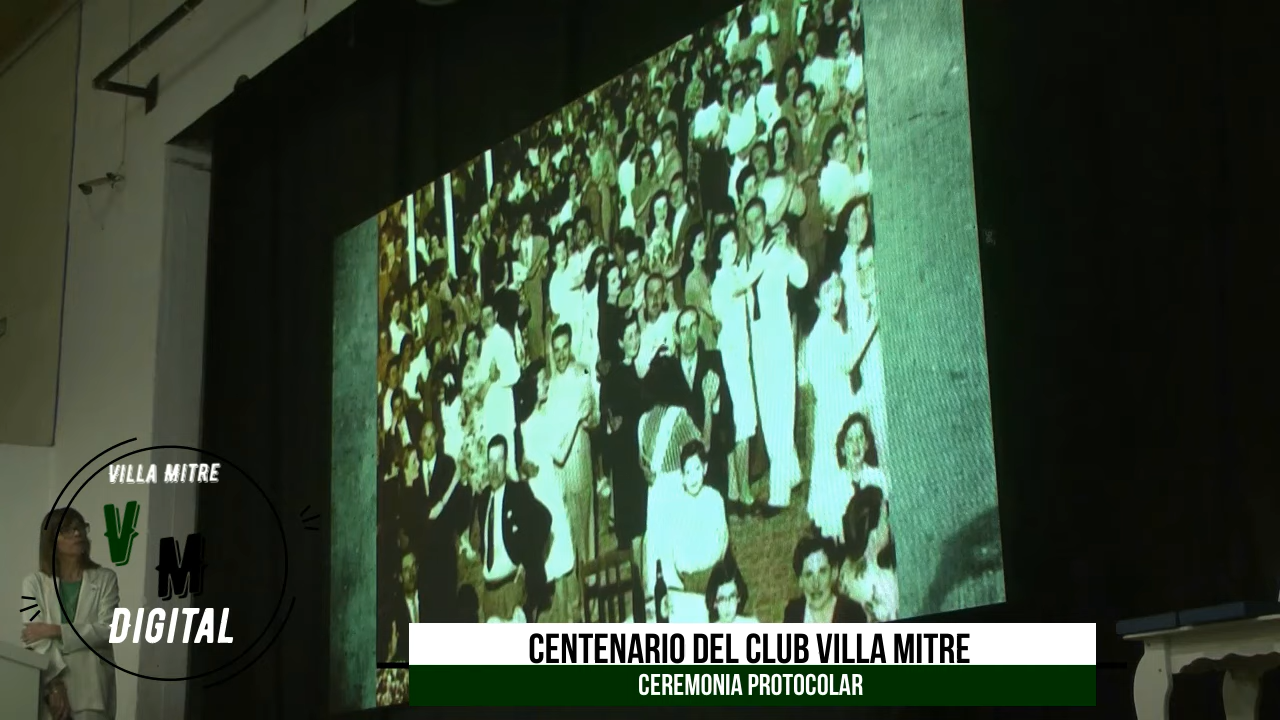 VILLA MITRE
V
M
DIGITAL
CENTENARIO DEL CLUB VILLA MITRE
CEREMONIA PROTOCOLAR